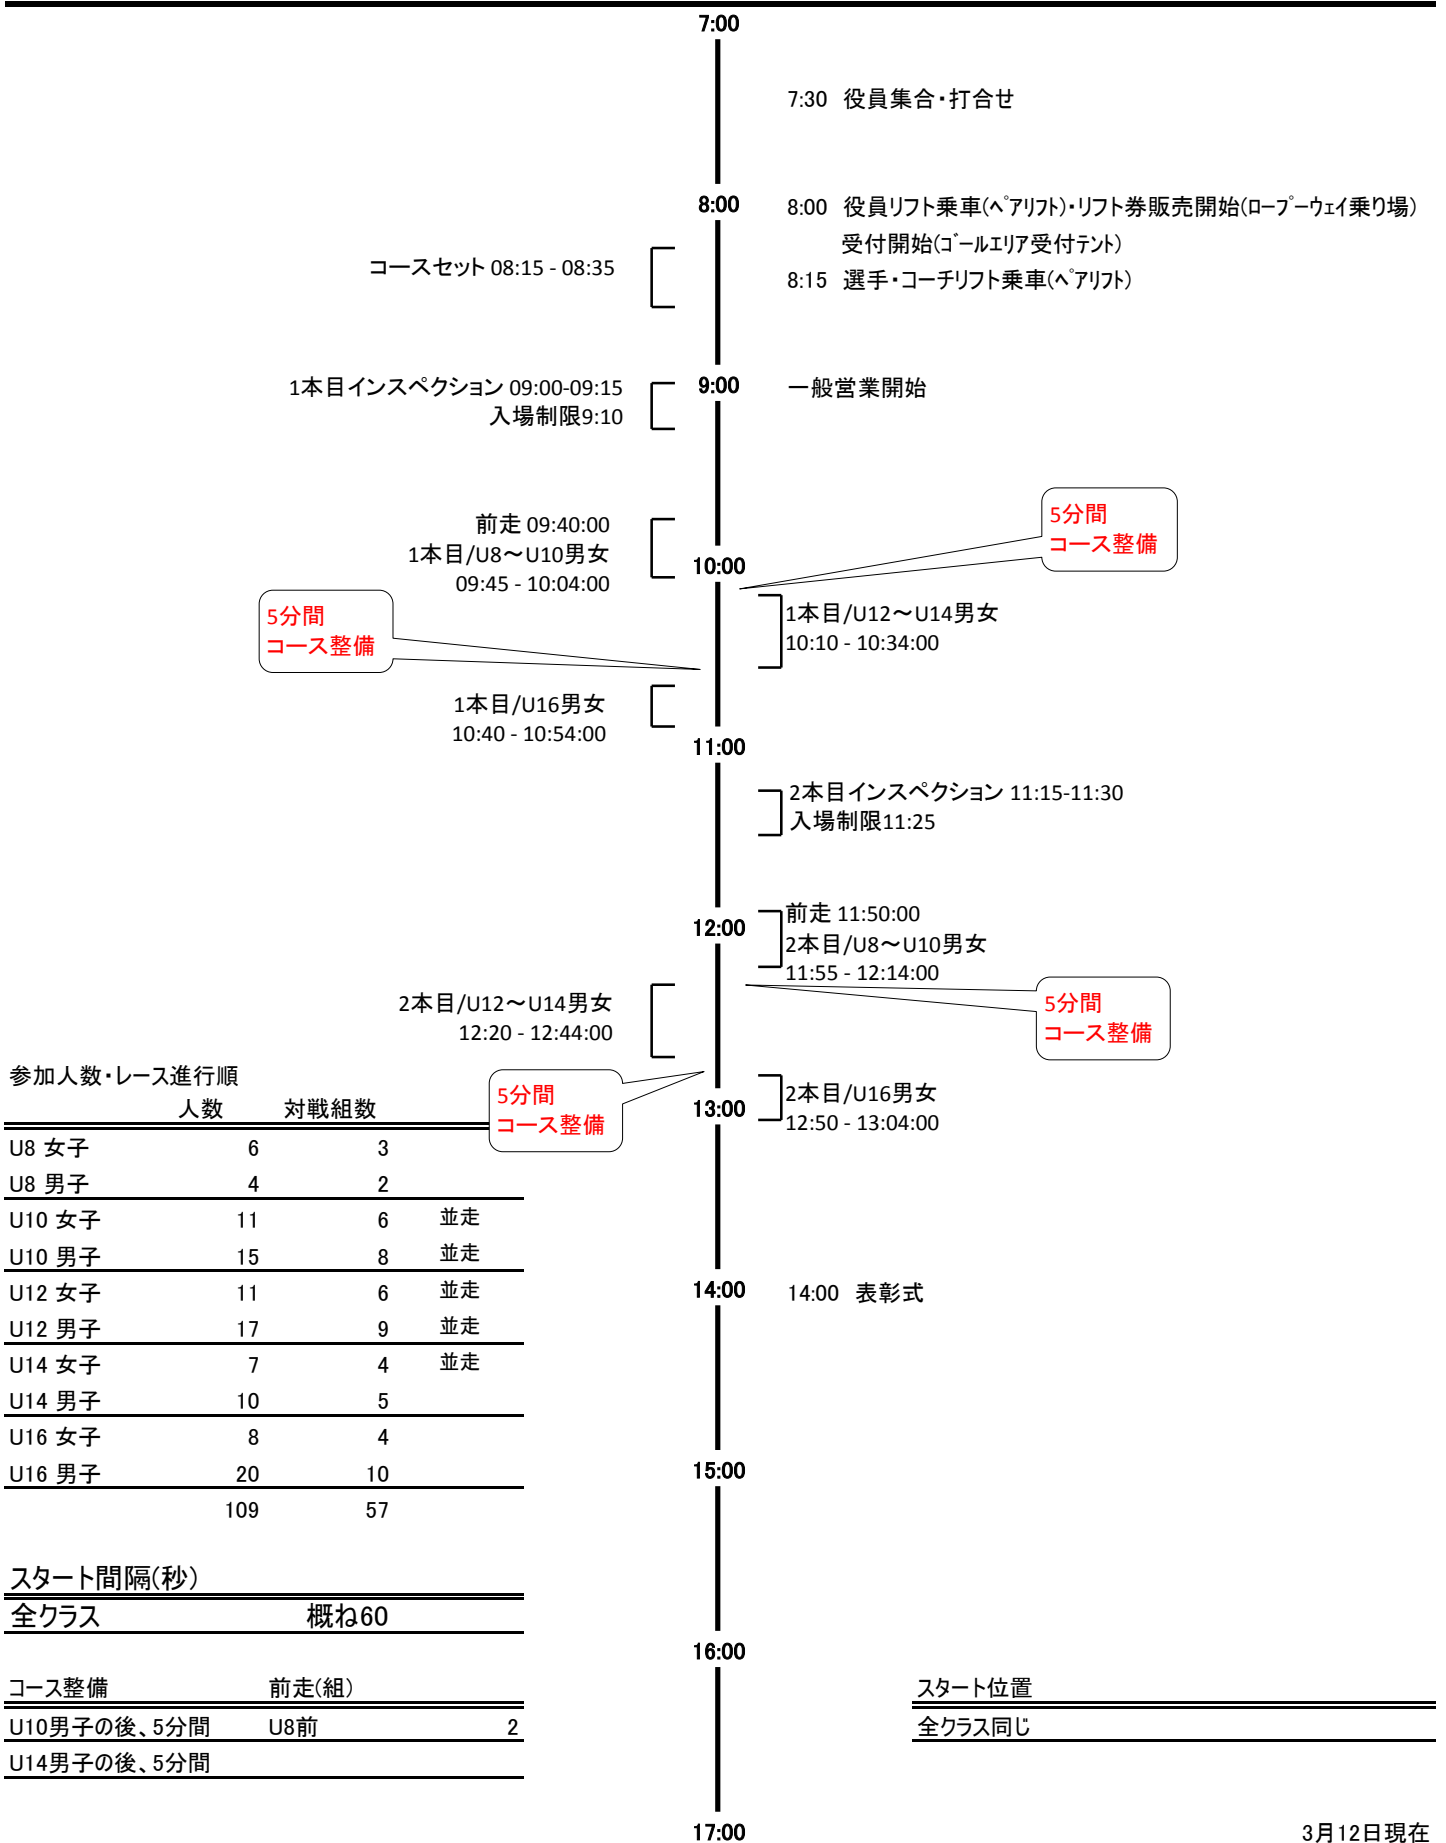 7:00
7:30 役員集合・打合せ
8:00
8:00 役員リフト乗車(ペアリフト)・リフト券販売開始(ロープーウェイ乗り場)
受付開始(ゴールエリア受付テント)
コースセット 08:15 - 08:35
8:15 選手・コーチリフト乗車(ペアリフト)
1本目インスペクション 09:00-09:15
入場制限9:10
9:00
一般営業開始
前走 09:40:00
1本目/U8～U10男女
09:45 - 10:04:00
5分間
コース整備
10:00
5分間
コース整備
1本目/U12～U14男女
10:10 - 10:34:00
1本目/U16男女
10:40 - 10:54:00
11:00
2本目インスペクション 11:15-11:30
入場制限11:25
12:00
前走 11:50:00
2本目/U8～U10男女
11:55 - 12:14:00
2本目/U12～U14男女
12:20 - 12:44:00
5分間
コース整備
5分間
コース整備
13:00
2本目/U16男女
12:50 - 13:04:00
参加人数・レース進行順
人数 対戦組数
U8 女子 6 3
U8 男子 4 2
U10 女子 11 6 並走
U10 男子 15 8 並走
U12 女子 11 6 並走
U12 男子 17 9 並走
U14 女子 7 4 並走
U14 男子 10 5
U16 女子 8 4
U16 男子 20 10
109 57
14:00
14:00 表彰式
15:00
スタート間隔(秒)
全クラス 概ね60
16:00
コース整備 前走(組)
U10男子の後、5分間 U8前 2
U14男子の後、5分間
スタート位置
全クラス同じ
17:00
3月12日現在